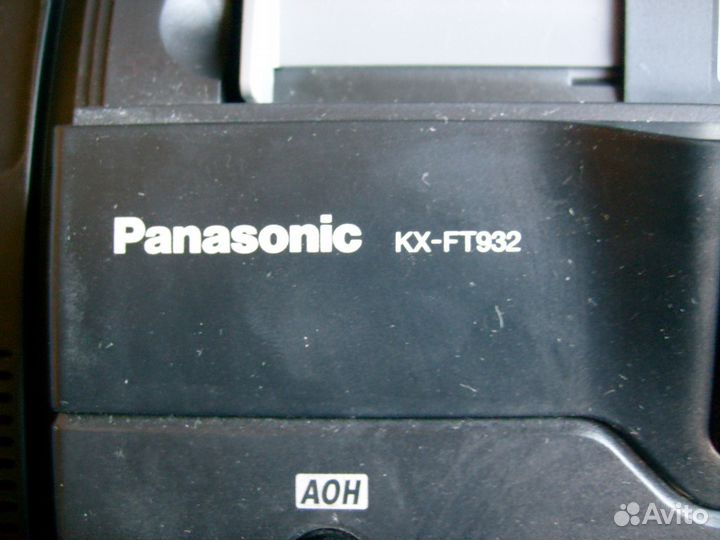 Panasonic KX-FT932
АОН
Avito